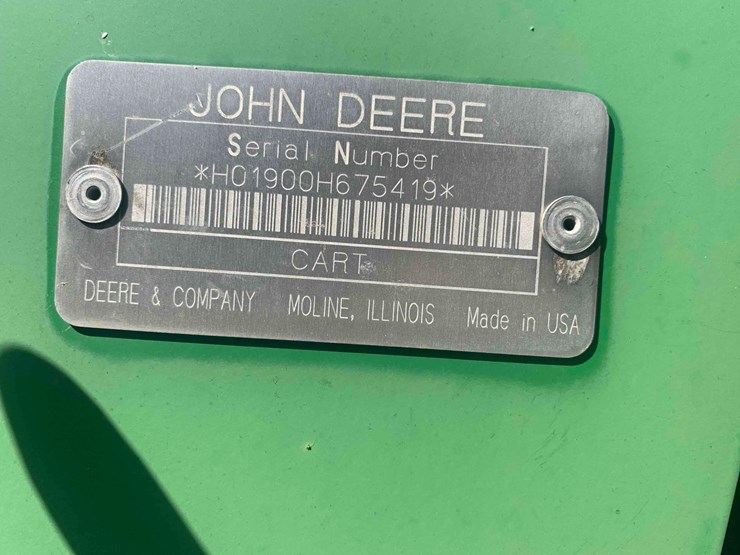 JOHN DEERE
Serial Number
*H01900H675419*
CART
DEERE & COMPANY MOLINE, ILLINOIS Made in USA